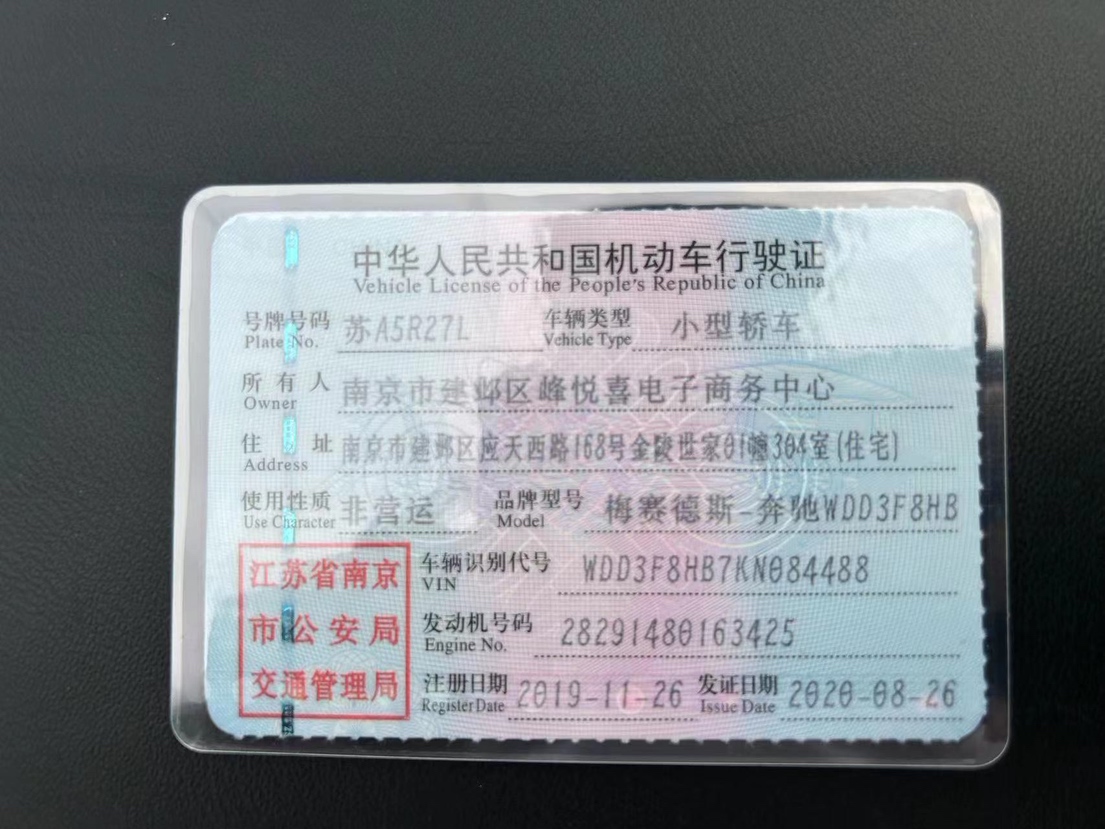 中华人民共和国机动车行驶证
Vehicle License of the People's Republic of China
号牌号码 苏A5R27L 车辆类型 小型轿车
Plate No. Vehicle Type
所有人 南京市建邺区峰悦喜电子商务中心
Owner
住址 南京市建邺区应天西路168号金陵世家01幢304室(住宅)
Address
使用性质 非营运 品牌型号 梅赛德斯-奔驰WDD3F8HB
Use Character Model
江苏省南京
市公安局
交通管理局
车辆识别代号 WDD3F8HB7KN084488
VIN
发动机号码 28291480163425
Engine No.
注册日期 2019-11-26 发证日期 2020-08-26
Register Date Issue Date